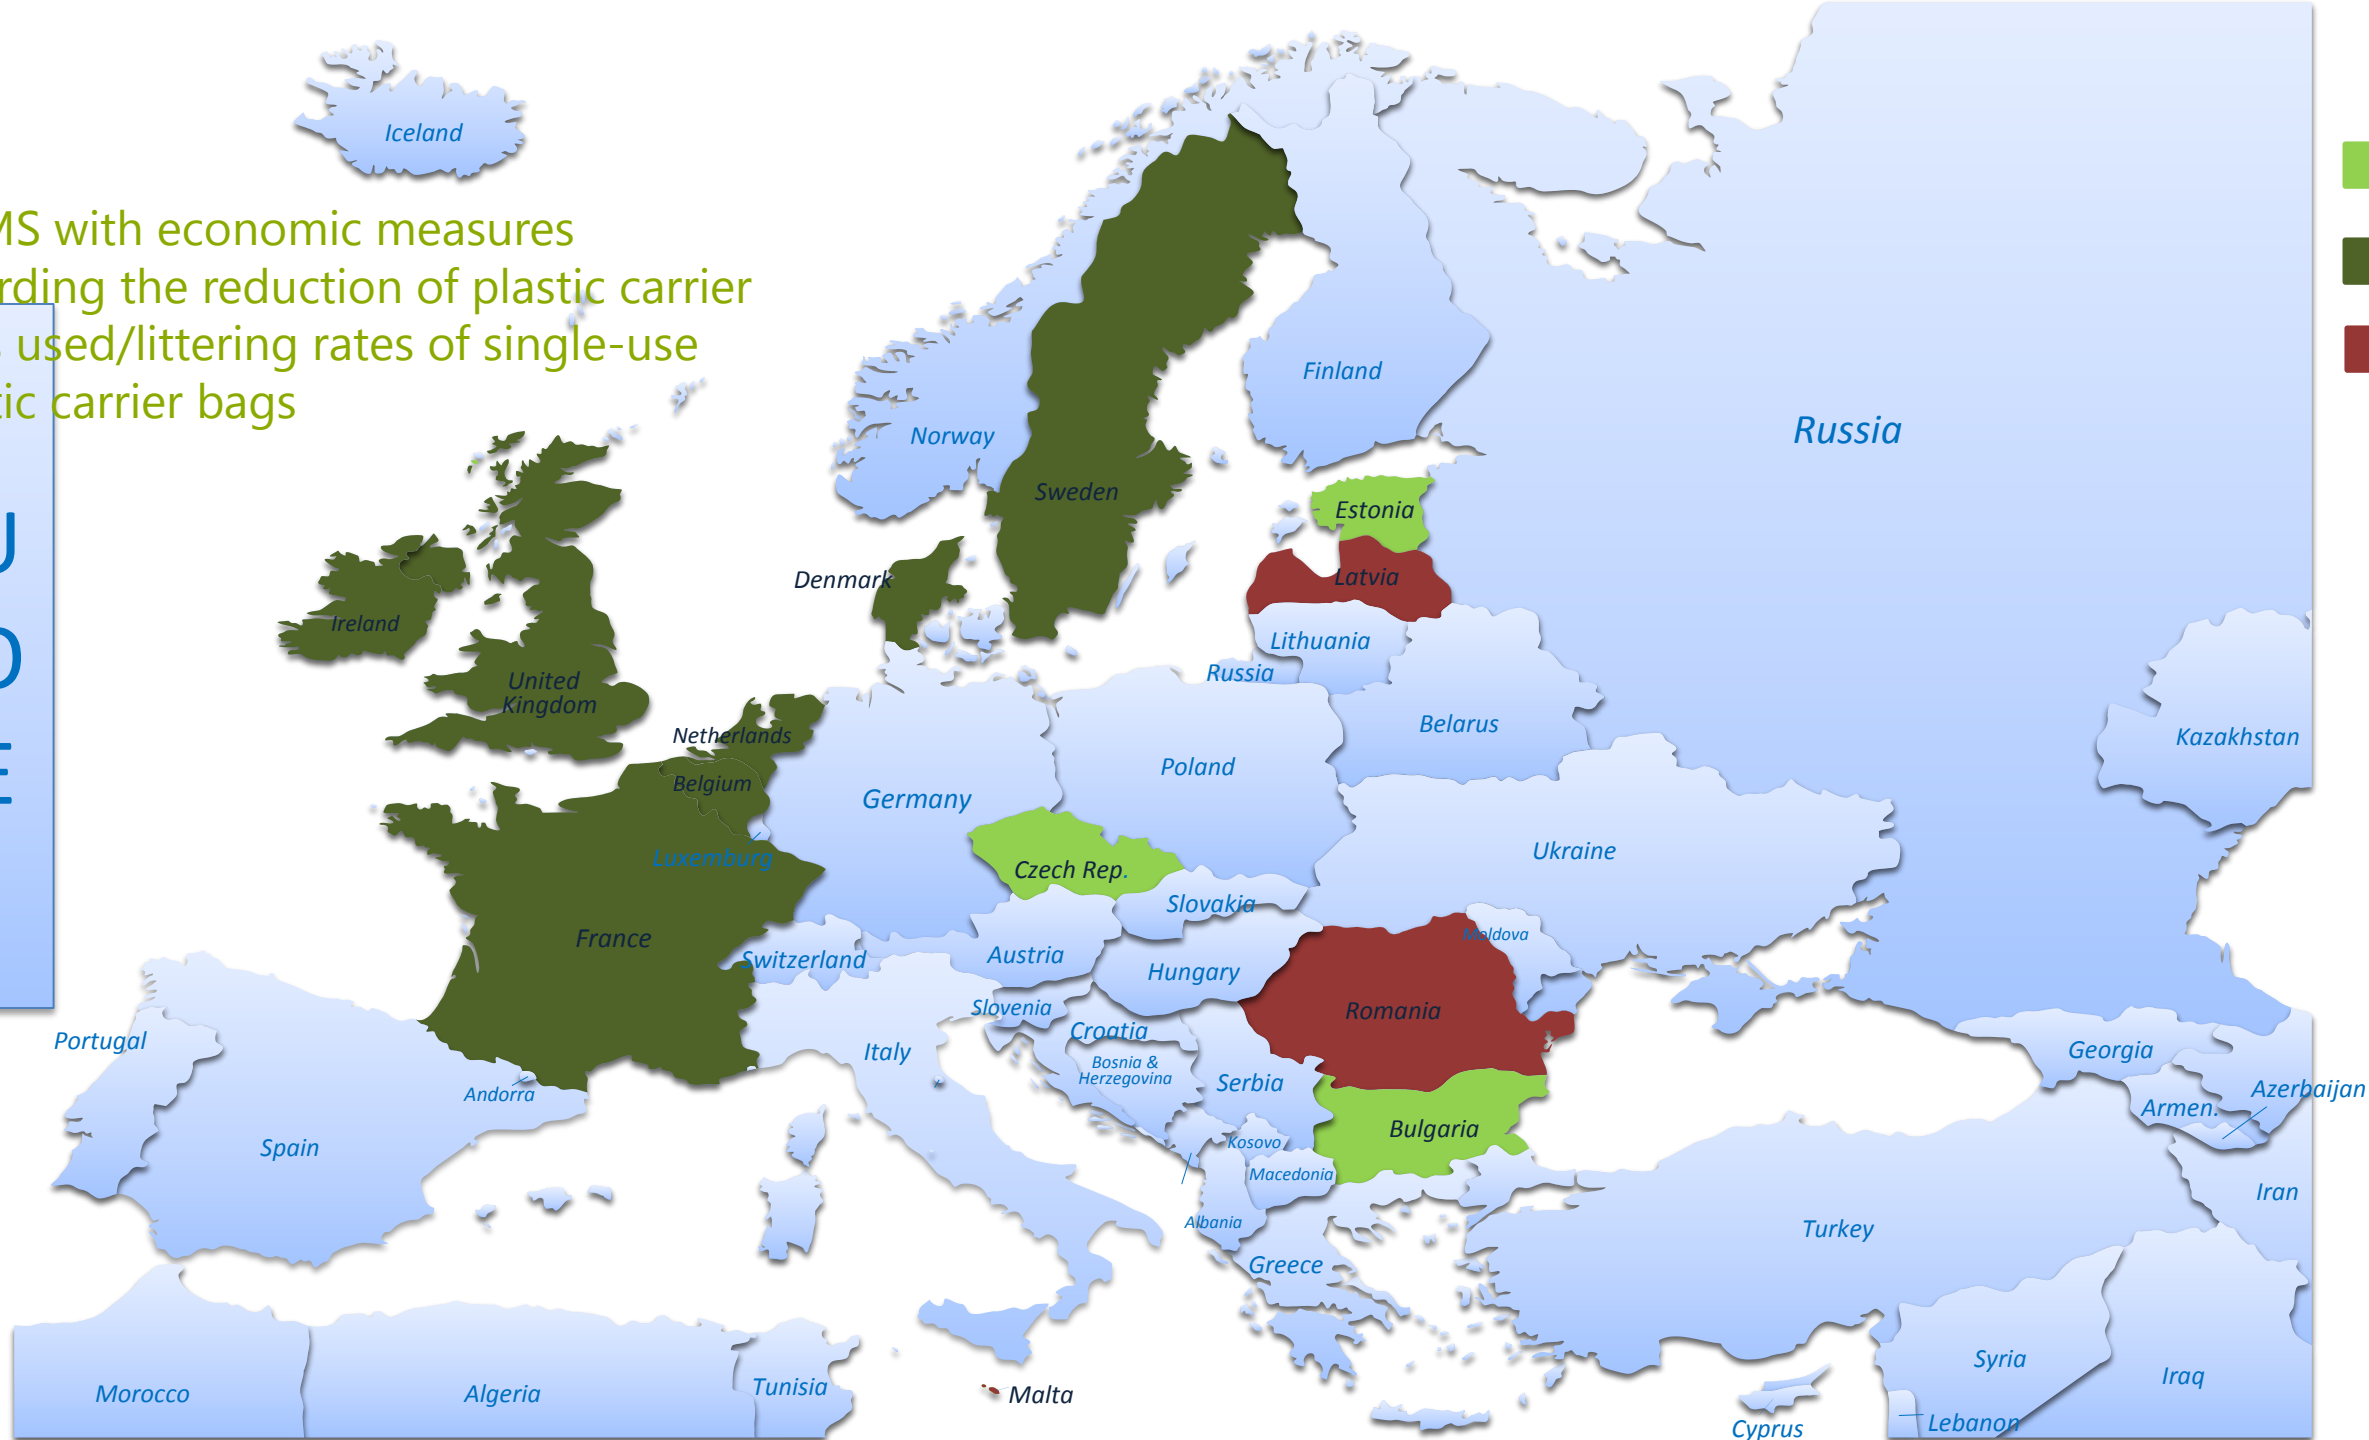 Iceland
MS with economic measures
rding the reduction of plastic carrier
used/littering rates of single-use
tic carrier bags
Norway
Sweden
Finland
Russia
Estonia
Latvia
Lithuania
Russia
Belarus
Denmark
Ireland
United
Kingdom
Netherlands
Belgium
Luxemburg
Germany
Poland
Czech Rep.
Slovakia
Ukraine
Kazakhstan
France
Switzerland
Austria
Hungary
Moldova
Romania
Slovenia
Croatia
Bosnia &
Herzegovina
Serbia
Italy
Portugal
Andorra
Spain
Bulgaria
Kosovo
Macedonia
Albania
Greece
Georgia
Azerbaijan
Armen.
Iran
Turkey
Morocco
Algeria
Tunisia
Malta
Syria
Iraq
Cyprus
Lebanon